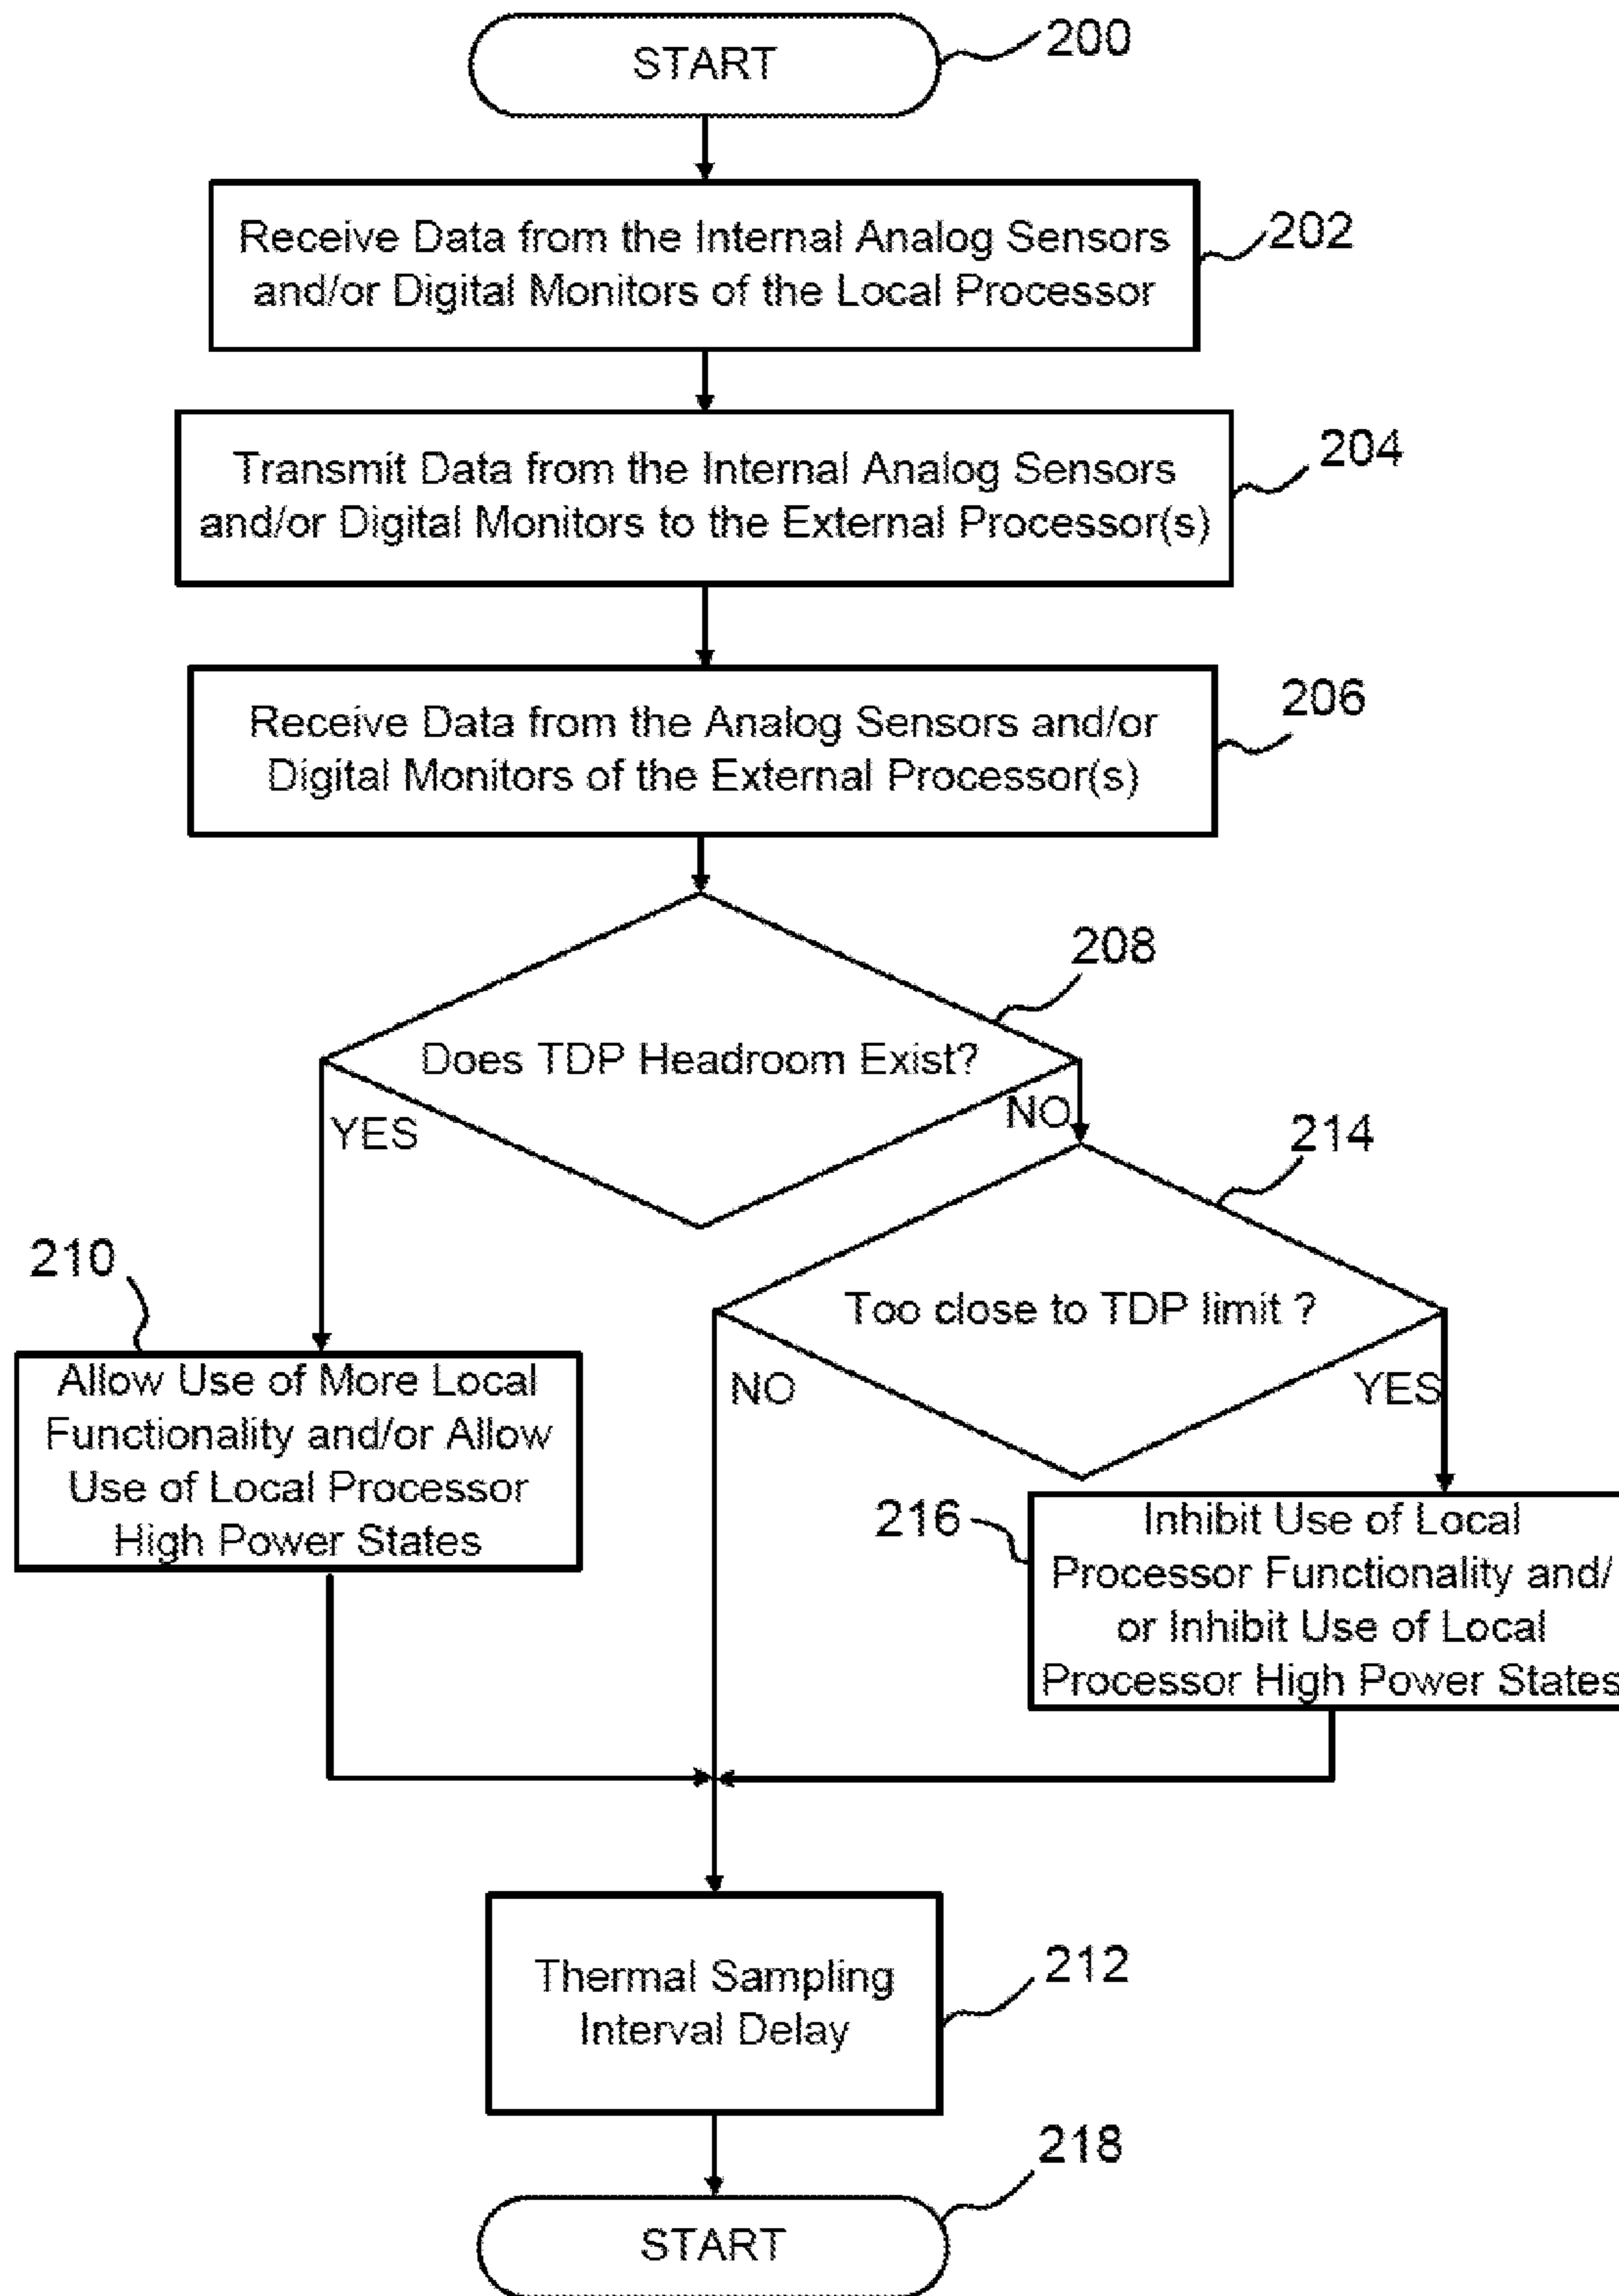 START
200
Receive Data from the Internal Analog Sensors
and/or Digital Monitors of the Local Processor
202
Transmit Data from the Internal Analog Sensors
and/or Digital Monitors to the External Processor(s)
204
Receive Data from the Analog Sensors and/or
Digital Monitors of the External Processor(s)
206
208
Does TDP Headroom Exist?
YES
NO
214
210
Too close to TDP limit ?
NO
YES
Allow Use of More Local
Functionality and/or Allow
Use of Local Processor
High Power States
216
Inhibit Use of Local
Processor Functionality and/
or Inhibit Use of Local
Processor High Power States
Thermal Sampling
Interval Delay
212
218
START